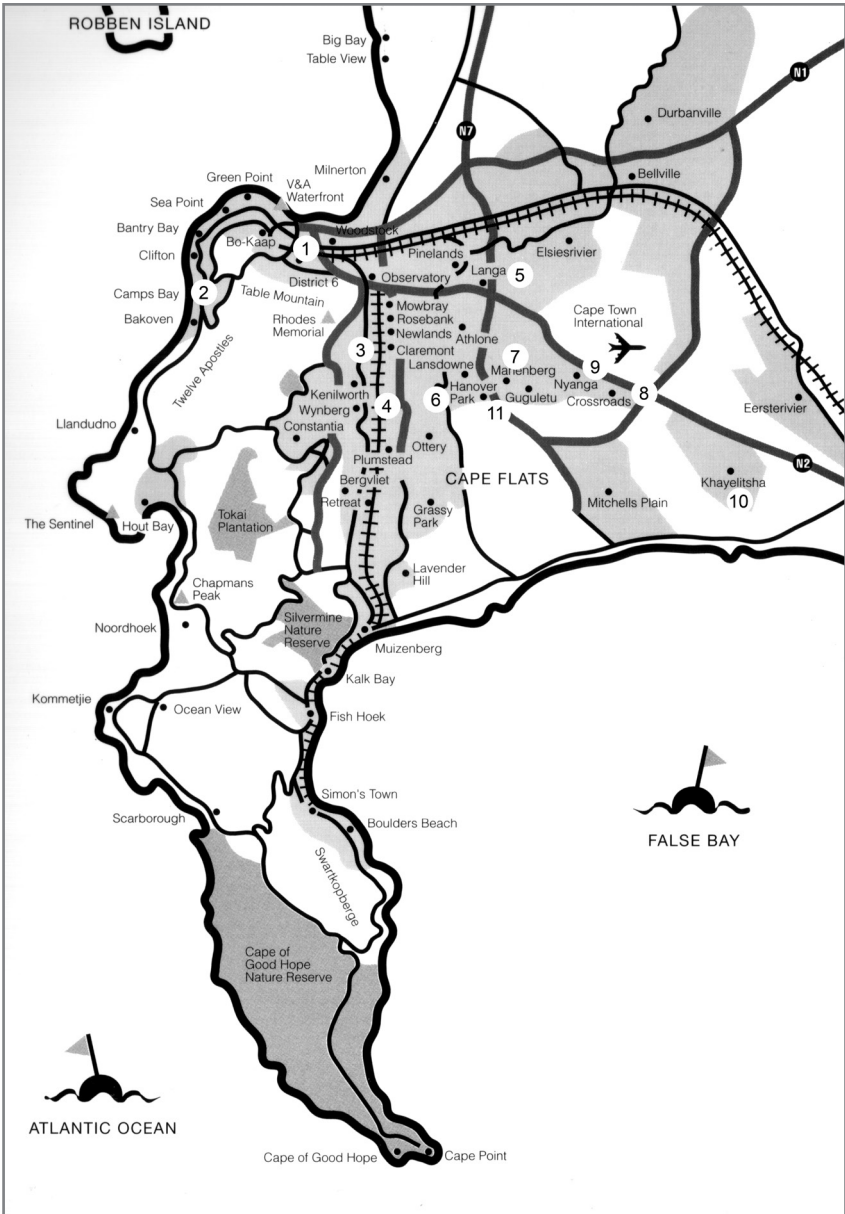 ROBBEN ISLAND
Big Bay
Table View
N1
Durbanville
N7
Milnerton
Bellville
Green Point
V&A
Waterfront
Sea Point
Bantry Bay
Woodstock
Bo-Kaap
1
Clifton
Pinelands
Elsiesrivier
District 6
Observatory
Langa
5
Camps Bay
2
Table Mountain
Rhodes
Memorial
Mowbray
Rosebank
Newlands
Claremont
Athlone
Cape Town
International
Bakoven
Twelve Apostles
3
Lansdowne
7
Manenberg
9
Kenilworth
Hanover
Park
Nyanga
Guguletu
Crossroads
8
Wynberg
4
6
11
Eersterivier
Constantia
Llandudno
Ottery
Plumstead
N2
Bergvliet
CAPE FLATS
Khayelitsha
10
Retreat
Grassy
Park
Mitchells Plain
Tokai
Plantation
The Sentinel
Hout Bay
Lavender
Hill
Chapmans
Peak
Silvermine
Nature
Reserve
Noordhoek
Muizenberg
Kalk Bay
Kommetjie
Ocean View
Fish Hoek
Simon's Town
Scarborough
Boulders Beach
FALSE BAY
Swartkopberge
Cape of
Good Hope
Nature Reserve
ATLANTIC OCEAN
Cape of Good Hope
Cape Point